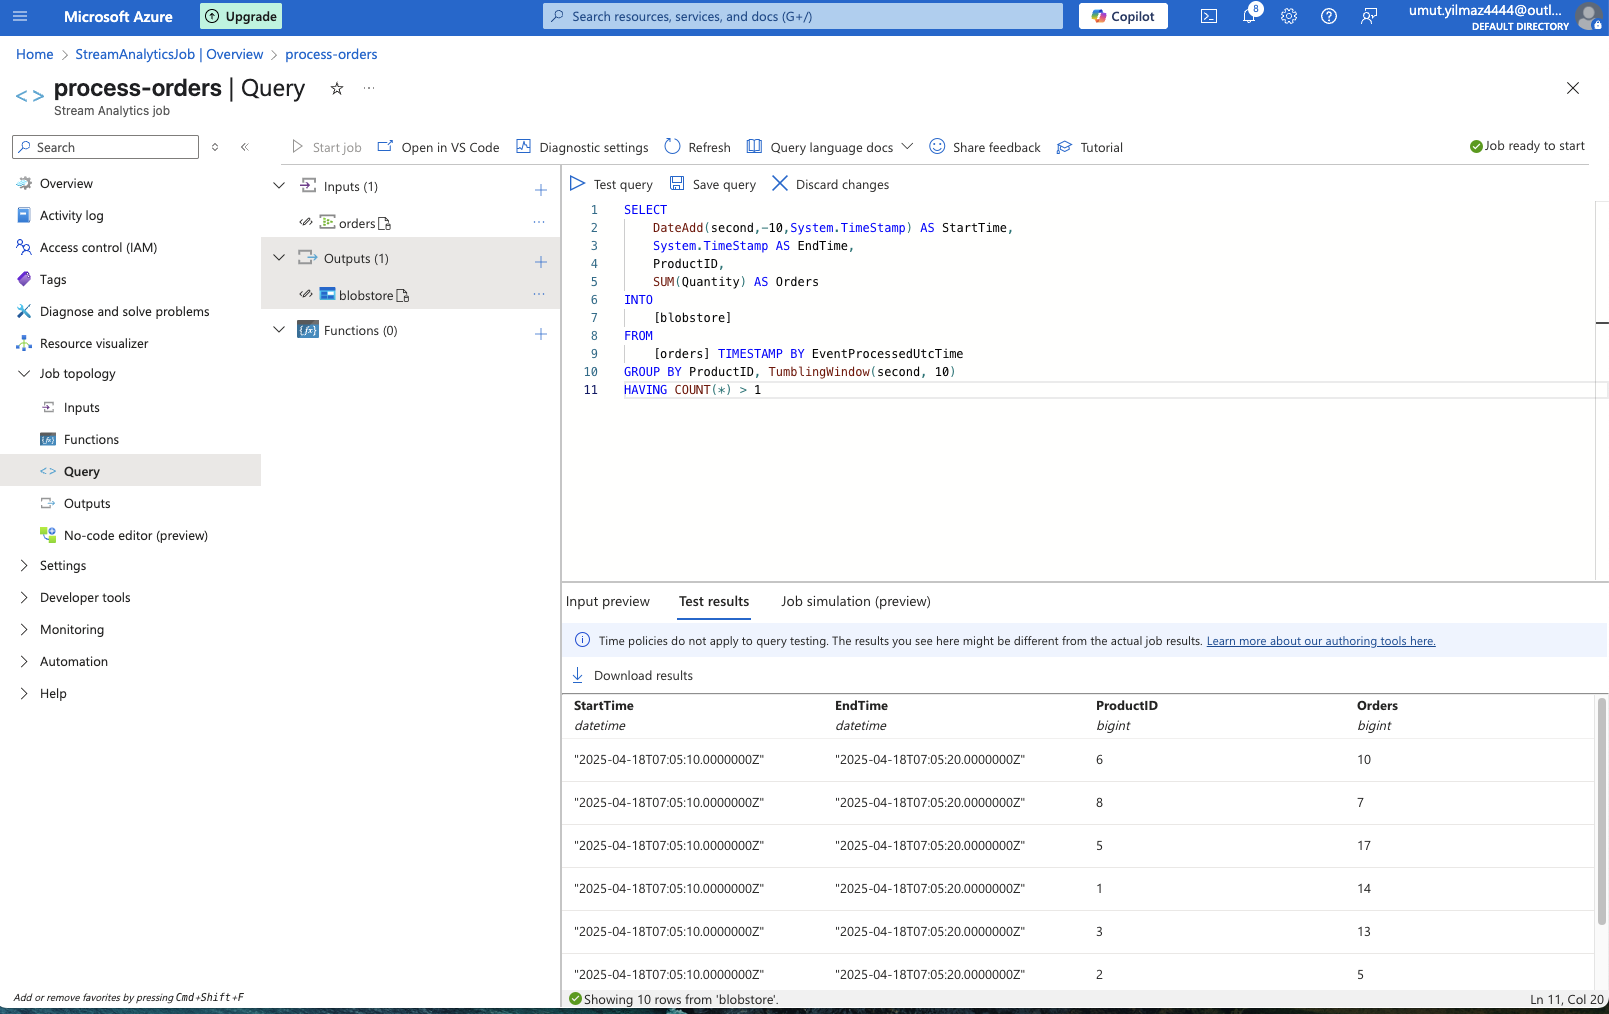 Microsoft Azure
Upgrade
Search resources, services, and docs (G+/)
Copilot
8
umut.yilmaz4444@outl...
DEFAULT DIRECTORY
Home > StreamAnalyticsJob | Overview > process-orders
process-orders | Query
Stream Analytics job
Search
Start job
Open in VS Code
Diagnostic settings
Refresh
Query language docs
Share feedback
Tutorial
Job ready to start
Overview
Activity log
Access control (IAM)
Tags
Diagnose and solve problems
Resource visualizer
Job topology
Inputs
Functions
Query
Outputs
No-code editor (preview)
Settings
Developer tools
Monitoring
Automation
Help
Add or remove favorites by pressing Cmd+Shift+F
Inputs (1)
orders
Outputs (1)
blobstore
Functions (0)
Test query
Save query
Discard changes
1 SELECT
2 DateAdd(second,-10,System.TimeStamp) AS StartTime,
3 System.TimeStamp AS EndTime,
4 ProductID,
5 SUM(Quantity) AS Orders
6 INTO
7 [blobstore]
8 FROM
9 [orders] TIMESTAMP BY EventProcessedUtcTime
10 GROUP BY ProductID, TumblingWindow(second, 10)
11 HAVING COUNT(*) > 1
Input preview
Test results
Job simulation (preview)
Time policies do not apply to query testing. The results you see here might be different from the actual job results. Learn more about our authoring tools here.
Download results
StartTime EndTime ProductID Orders
datetime datetime bigint bigint
"2025-04-18T07:05:10.0000000Z" "2025-04-18T07:05:20.0000000Z" 6 10
"2025-04-18T07:05:10.0000000Z" "2025-04-18T07:05:20.0000000Z" 8 7
"2025-04-18T07:05:10.0000000Z" "2025-04-18T07:05:20.0000000Z" 5 17
"2025-04-18T07:05:10.0000000Z" "2025-04-18T07:05:20.0000000Z" 1 14
"2025-04-18T07:05:10.0000000Z" "2025-04-18T07:05:20.0000000Z" 3 13
"2025-04-18T07:05:10.0000000Z" "2025-04-18T07:05:20.0000000Z" 2 5
Showing 10 rows from 'blobstore'.
Ln 11, Col 20